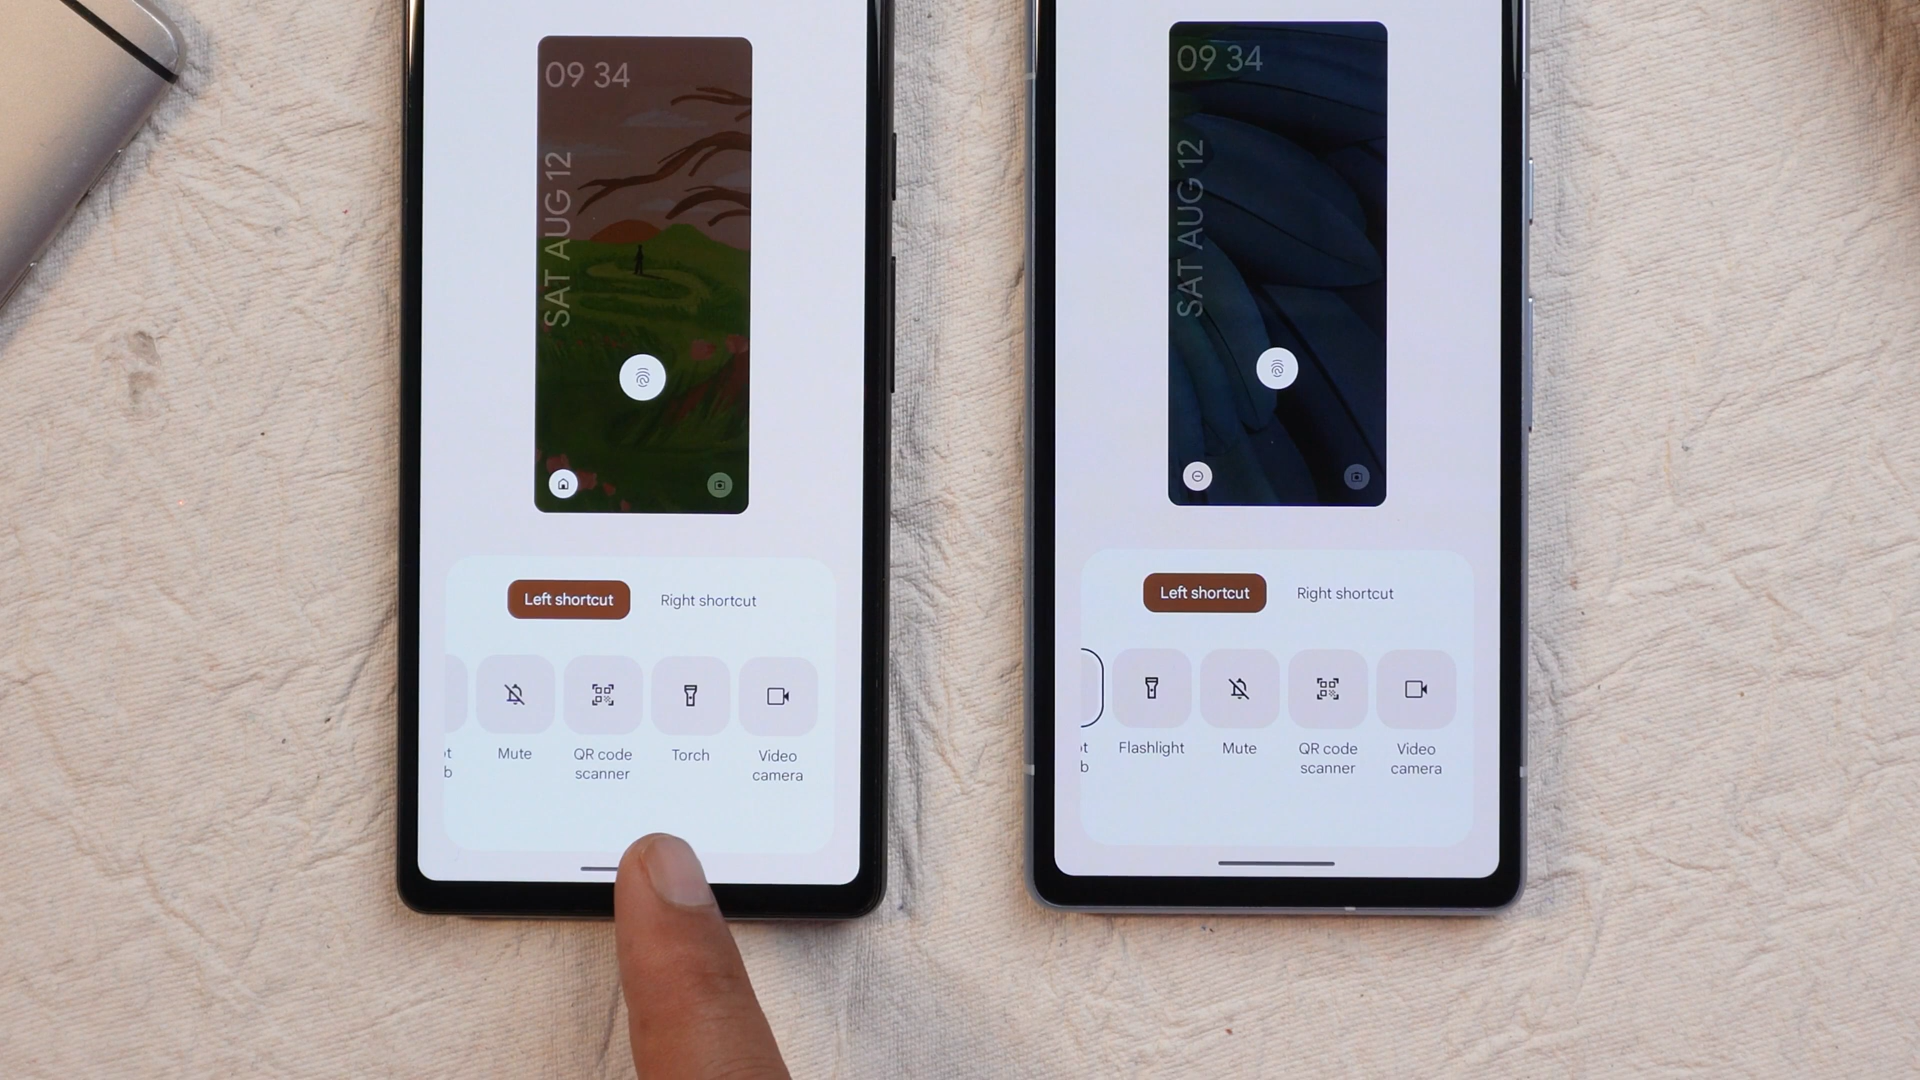 09 34
SAT AUG 12
Left shortcut
Right shortcut
Mute
QR code
scanner
Torch
Video
camera
09 34
SAT AUG 12
Left shortcut
Right shortcut
Flashlight
Mute
QR code
scanner
Video
camera